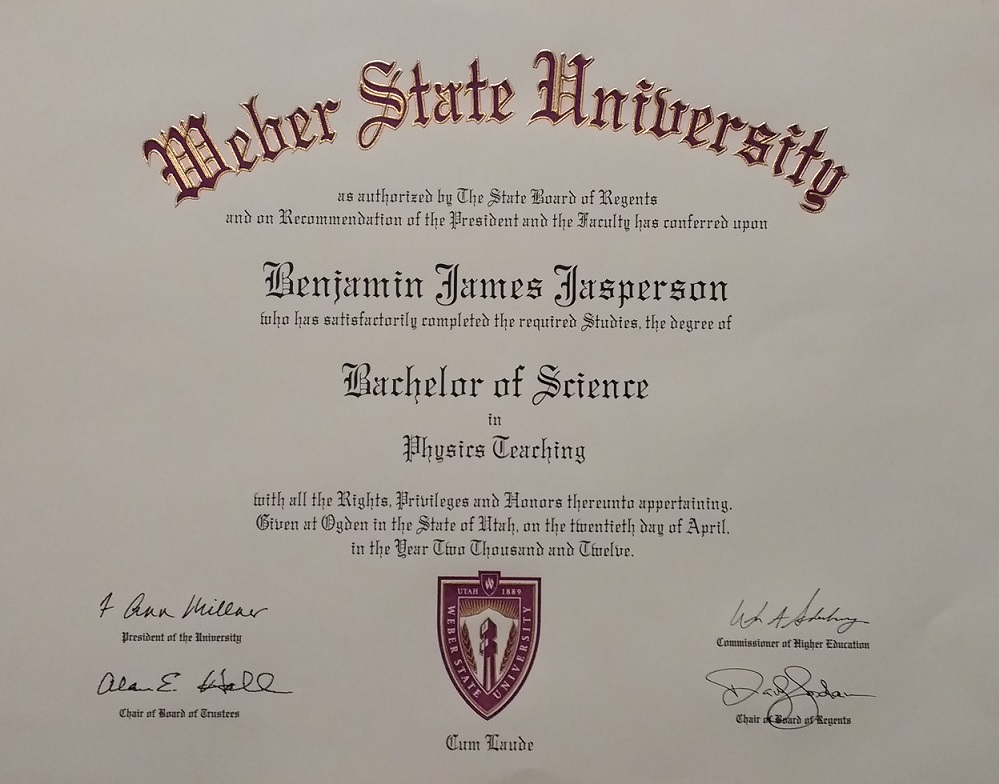 Weber State University
as authorized by The State Board of Regents
and on Recommendation of the President and the Faculty has conferred upon
Benjamin James Jasperson
who has satisfactorily completed the required Studies, the degree of
Bachelor of Science
in
Physics Teaching
with all the Rights, Privileges and Honors thereunto appertaining.
Given at Ogden in the State of Utah, on the twentieth day of April,
in the Year Two Thousand and Twelve.
F Ann Millner
President of the University
Commissioner of Higher Education
Alan E. Hall
Chair of Board of Trustees
David Jordan
Chair of Board of Regents
W
UTAH 1889
WEBER STATE UNIVERSITY
Cum Laude